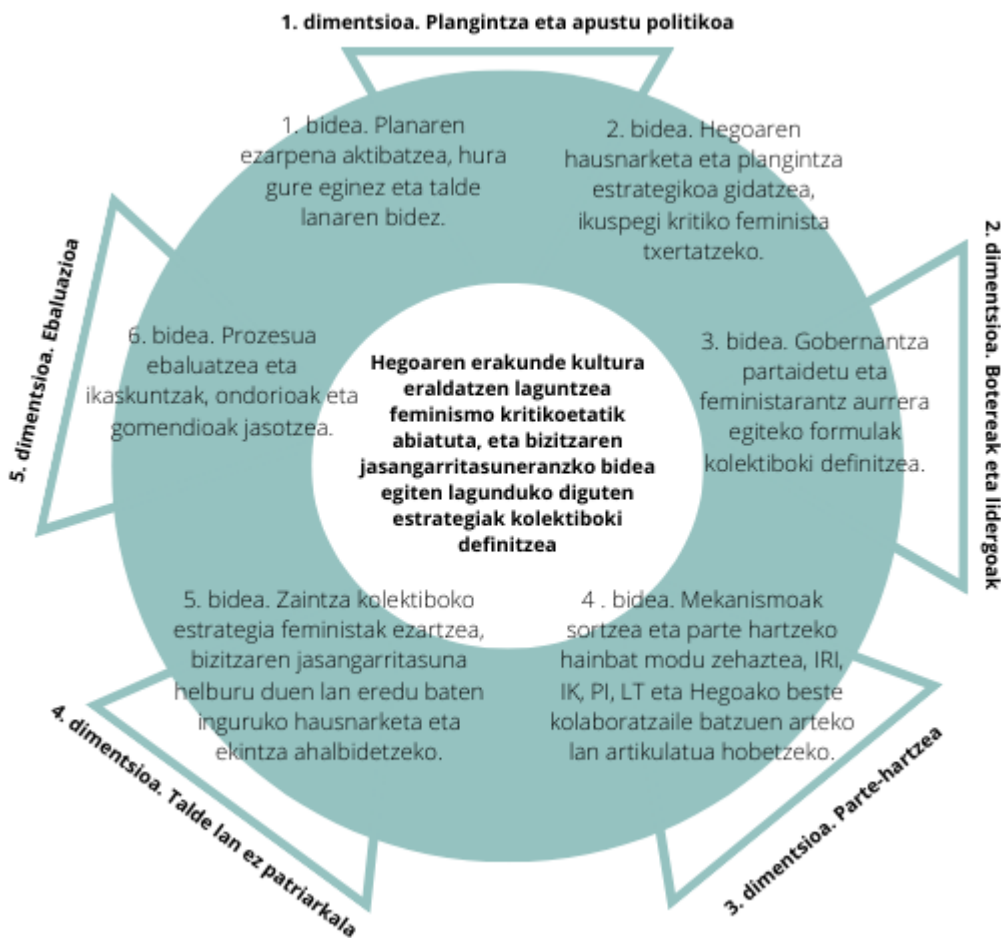 1. dimentsioa. Plangintza eta apustu politikoa
1. bidea. Planaren
ezarpena aktibatzea, hura
gure eginez eta talde
lanaren bidez.
2. bidea. Hegoaren
hausnarketa eta plangintza
estrategikoa gidatzea,
ikuspegi kritiko feminista
txertatzeko.
2. dimentsioa. Botereak eta lidergoak
3. bidea. Gobernantza
partaidetu eta
feministarantz aurrera
egiteko formulak
kolektiboki definitzea.
Hegoaren erakunde kultura
eraldatzen laguntzea
feminismo kritikoetatik
abiatuta, eta bizitzaren
jasangarritasuneranzko bidea
egiten lagunduko diguten
estrategiak kolektiboki
definitzea
4 . bidea. Mekanismoak
sortzea eta parte hartzeko
hainbat modu zehaztea, IRI,
IK, PI, LT eta Hegoako beste
kolaboratzaile batzuen arteko
lan artikulatua hobetzeko.
3. dimentsioa. Parte-hartzea
5. bidea. Zaintza kolektiboko
estrategia feministak ezartzea,
bizitzaren jasangarritasuna
helburu duen lan eredu baten
inguruko hausnarketa eta
ekintza ahalbidetzeko.
4. dimentsioa. Talde lan ez patriarkala
6. bidea. Prozesua
ebaluatzea eta
ikaskuntzak, ondorioak eta
gomendioak jasotzea.
5. dimentsioa. Ebaluazioa